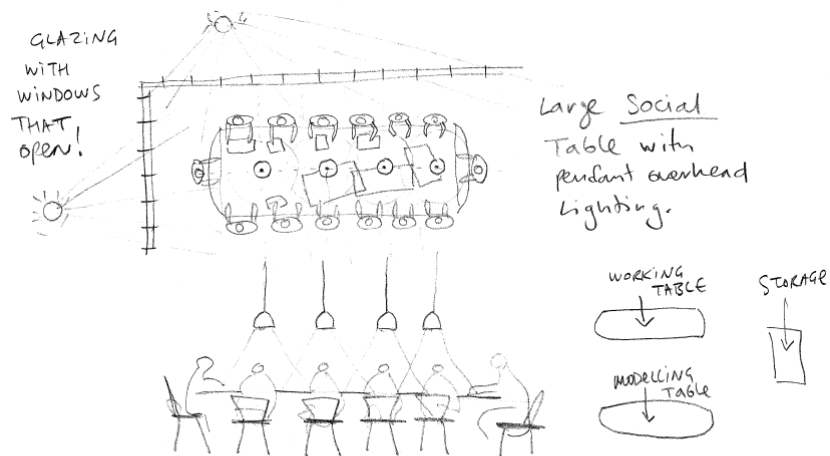 GLAZING
WITH
WINDOWS
THAT
OPEN!
Large Social
Table with
pendant overhead
Lighting.
WORKING
TABLE
STORAGE
MODELLING
TABLE